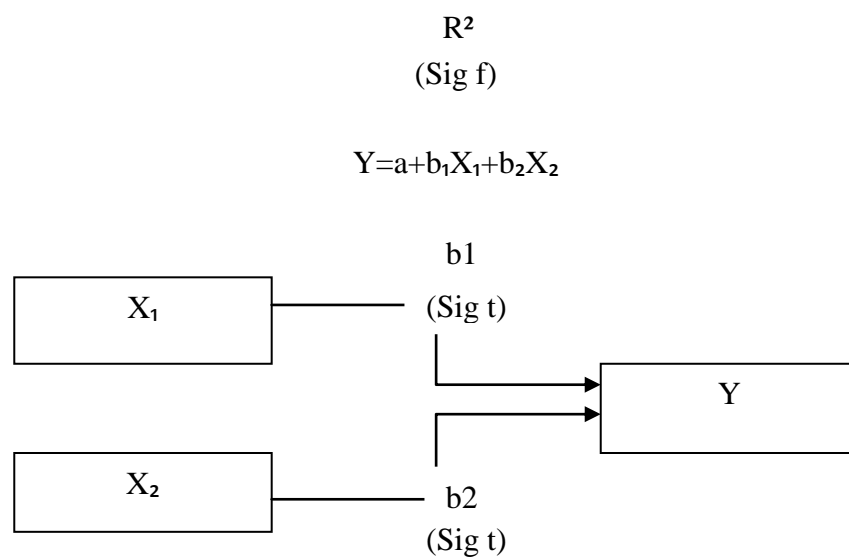 R²
(Sig f)
Y=a+b₁X₁+b₂X₂
b1
X₁
(Sig t)
Y
X₂
b2
(Sig t)